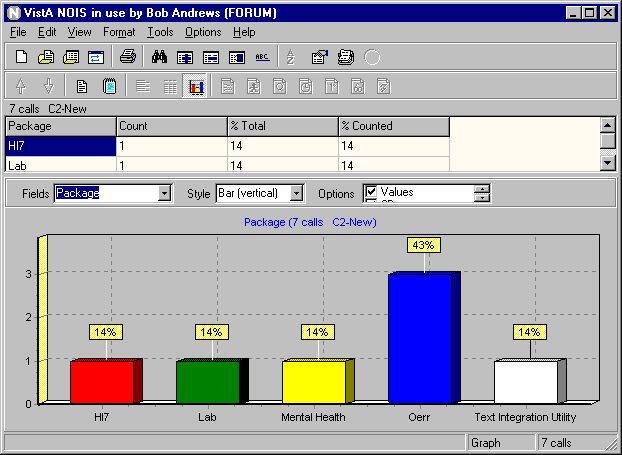 N VistA NOIS in use by Bob Andrews (FORUM)
File Edit View Format Tools Options Help
ABC A Z
7 calls C2-New
Package Count % Total % Counted
Hl7 1 14 14
Lab 1 14 14
Fields Package Style Bar (vertical) Options Values
Package (7 calls C2-New)
43%
3
2
14% 14% 14% 14%
1
0
Hl7 Lab Mental Health Oerr Text Integration Utility
Graph 7 calls